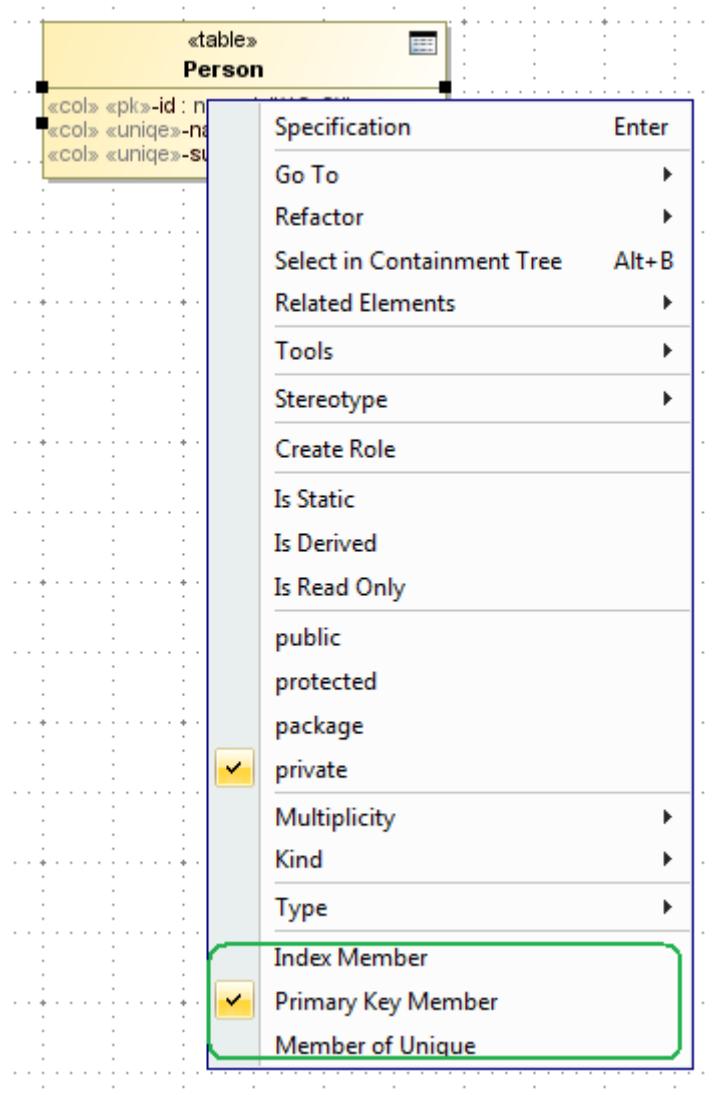 «table»
Person
«col» «pk»-id : n
«col» «uniqe»-na
«col» «uniqe»-su
Specification Enter
Go To
Refactor
Select in Containment Tree Alt+B
Related Elements
Tools
Stereotype
Create Role
Is Static
Is Derived
Is Read Only
public
protected
package
private
Multiplicity
Kind
Type
Index Member
Primary Key Member
Member of Unique